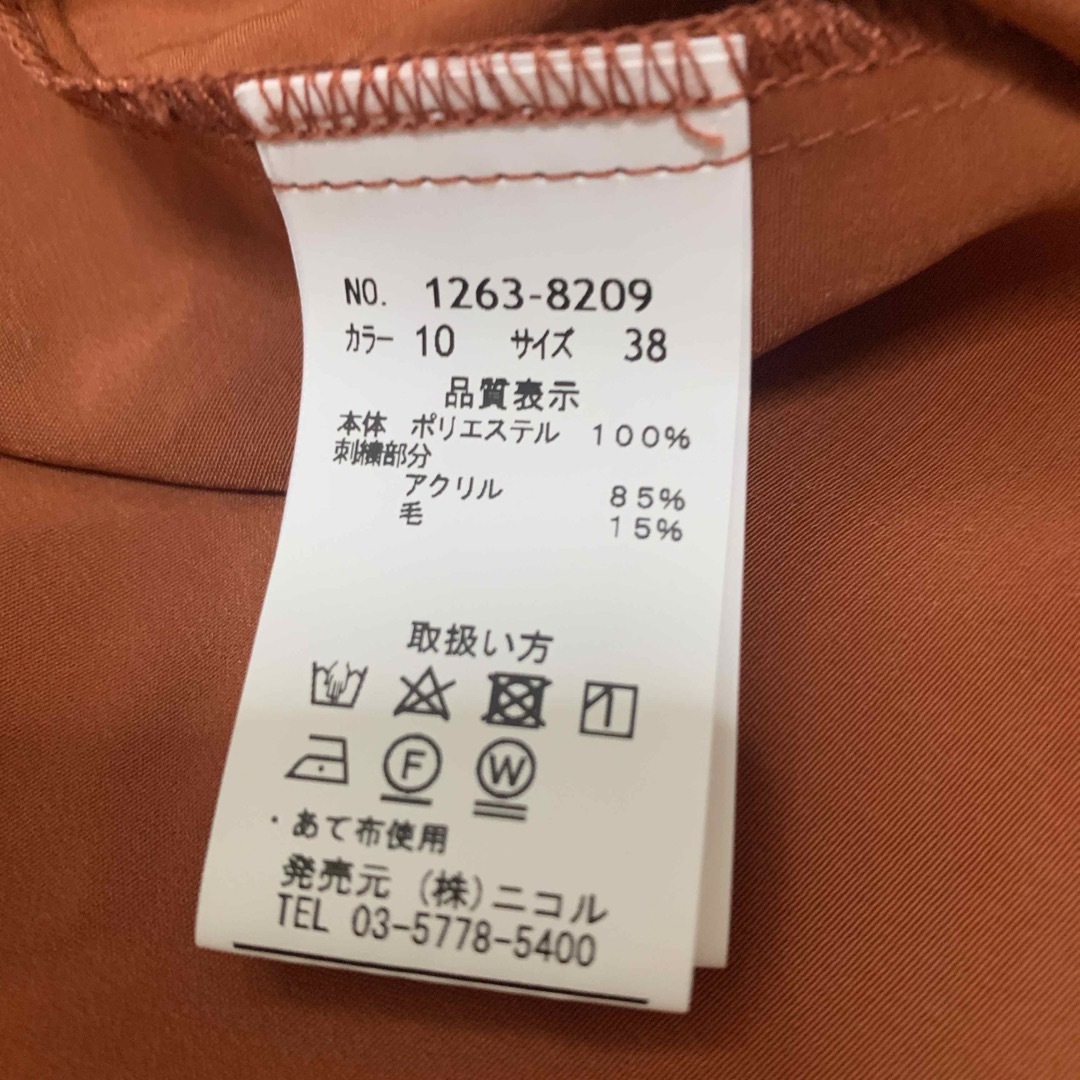 NO. 1263-8209
カラー 10 サイズ 38
品質表示
本体 ポリエステル 100%
刺繍部分
アクリル 85%
毛 15%
取扱い方
F W
・あて布使用
発売元 (株)ニコル
TEL 03-5778-5400